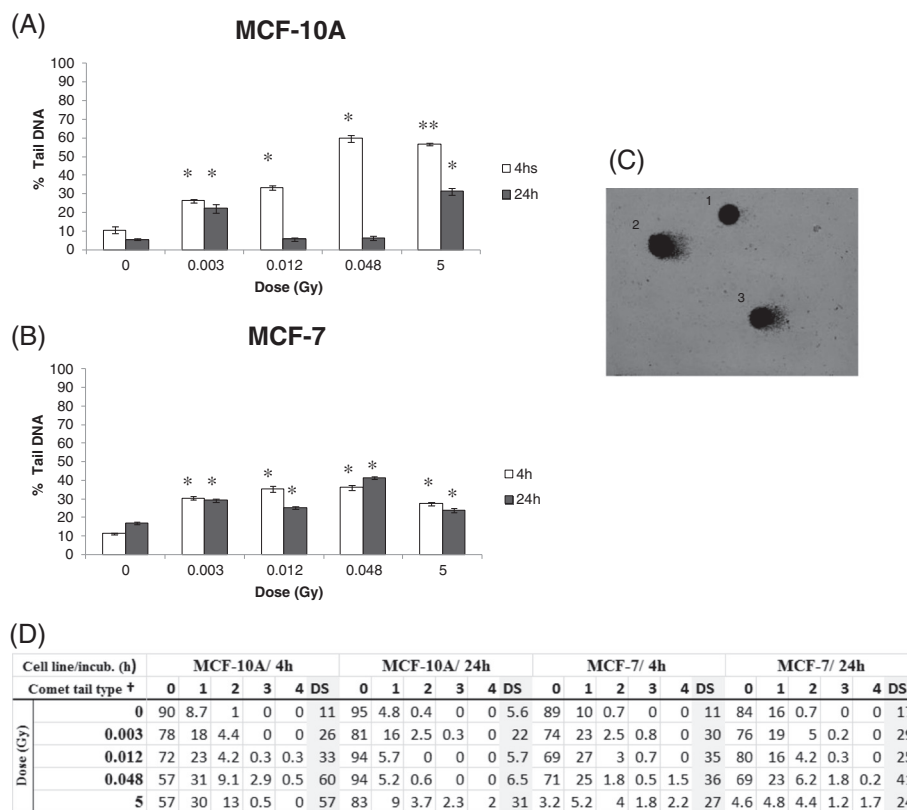 (A)
MCF-10A
100
90
80
70
60
50
40
30
20
10
0
% Tail DNA
* * * * ** *
4hs
24h
0 0.003 0.012 0.048 5
Dose (Gy)
(B)
MCF-7
100
90
80
70
60
50
40
30
20
10
0
% Tail DNA
* * * * * * * *
4h
24h
0 0.003 0.012 0.048 5
Dose (Gy)
(C)
1
2
3
(D)
Cell line/incub. (h) MCF-10A/ 4h MCF-10A/ 24h MCF-7/ 4h MCF-7/ 24h
Comet tail type † 0 1 2 3 4 DS 0 1 2 3 4 DS 0 1 2 3 4 DS 0 1 2 3 4 DS
Dose (Gy)
0 90 8.7 1 0 0 11 95 4.8 0.4 0 0 5.6 89 10 0.7 0 0 11 84 16 0.7 0 0
0.003 78 18 4.4 0 0 26 81 16 2.5 0.3 0 22 74 23 2.5 0.8 0 30 76 19 5 0.2 0
0.012 72 23 4.2 0.3 0.3 33 94 5.7 0 0 0 5.7 69 27 3 0.7 0 35 80 16 4.2 0.3 0
0.048 57 31 9.1 2.9 0.5 60 94 5.2 0.6 0 0 6.5 71 25 1.8 0.5 1.5 36 69 23 6.2 1.8 0.2
5 57 30 13 0.5 0 57 83 9 3.7 2.3 2 31 3.2 5.2 4 1.8 2.2 27 4.6 4.8 4.4 1.2 1.7